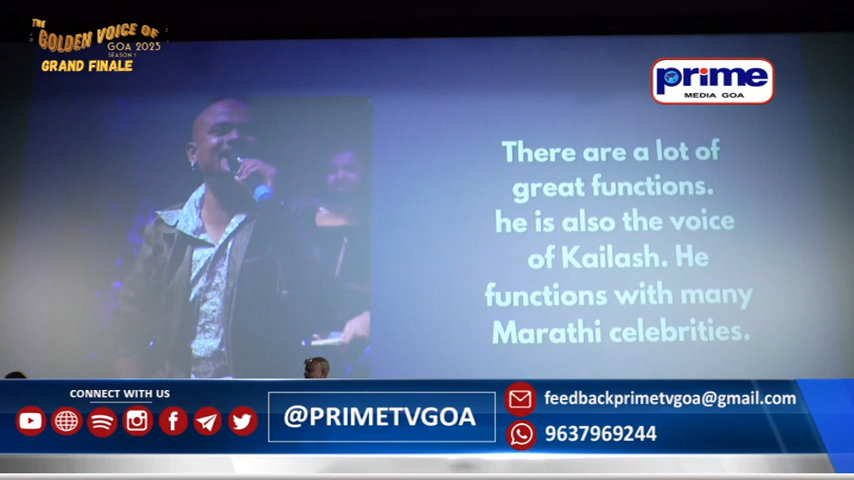 THE
GOLDEN VOICE OF
GOA 2023
SEASON 1
GRAND FINALE
prime
MEDIA GOA
There are a lot of
great functions.
he is also the voice
of Kailash. He
functions with many
Marathi celebrities.
CONNECT WITH US
@PRIMETVGOA
feedbackprimetvgoa@gmail.com
9637969244